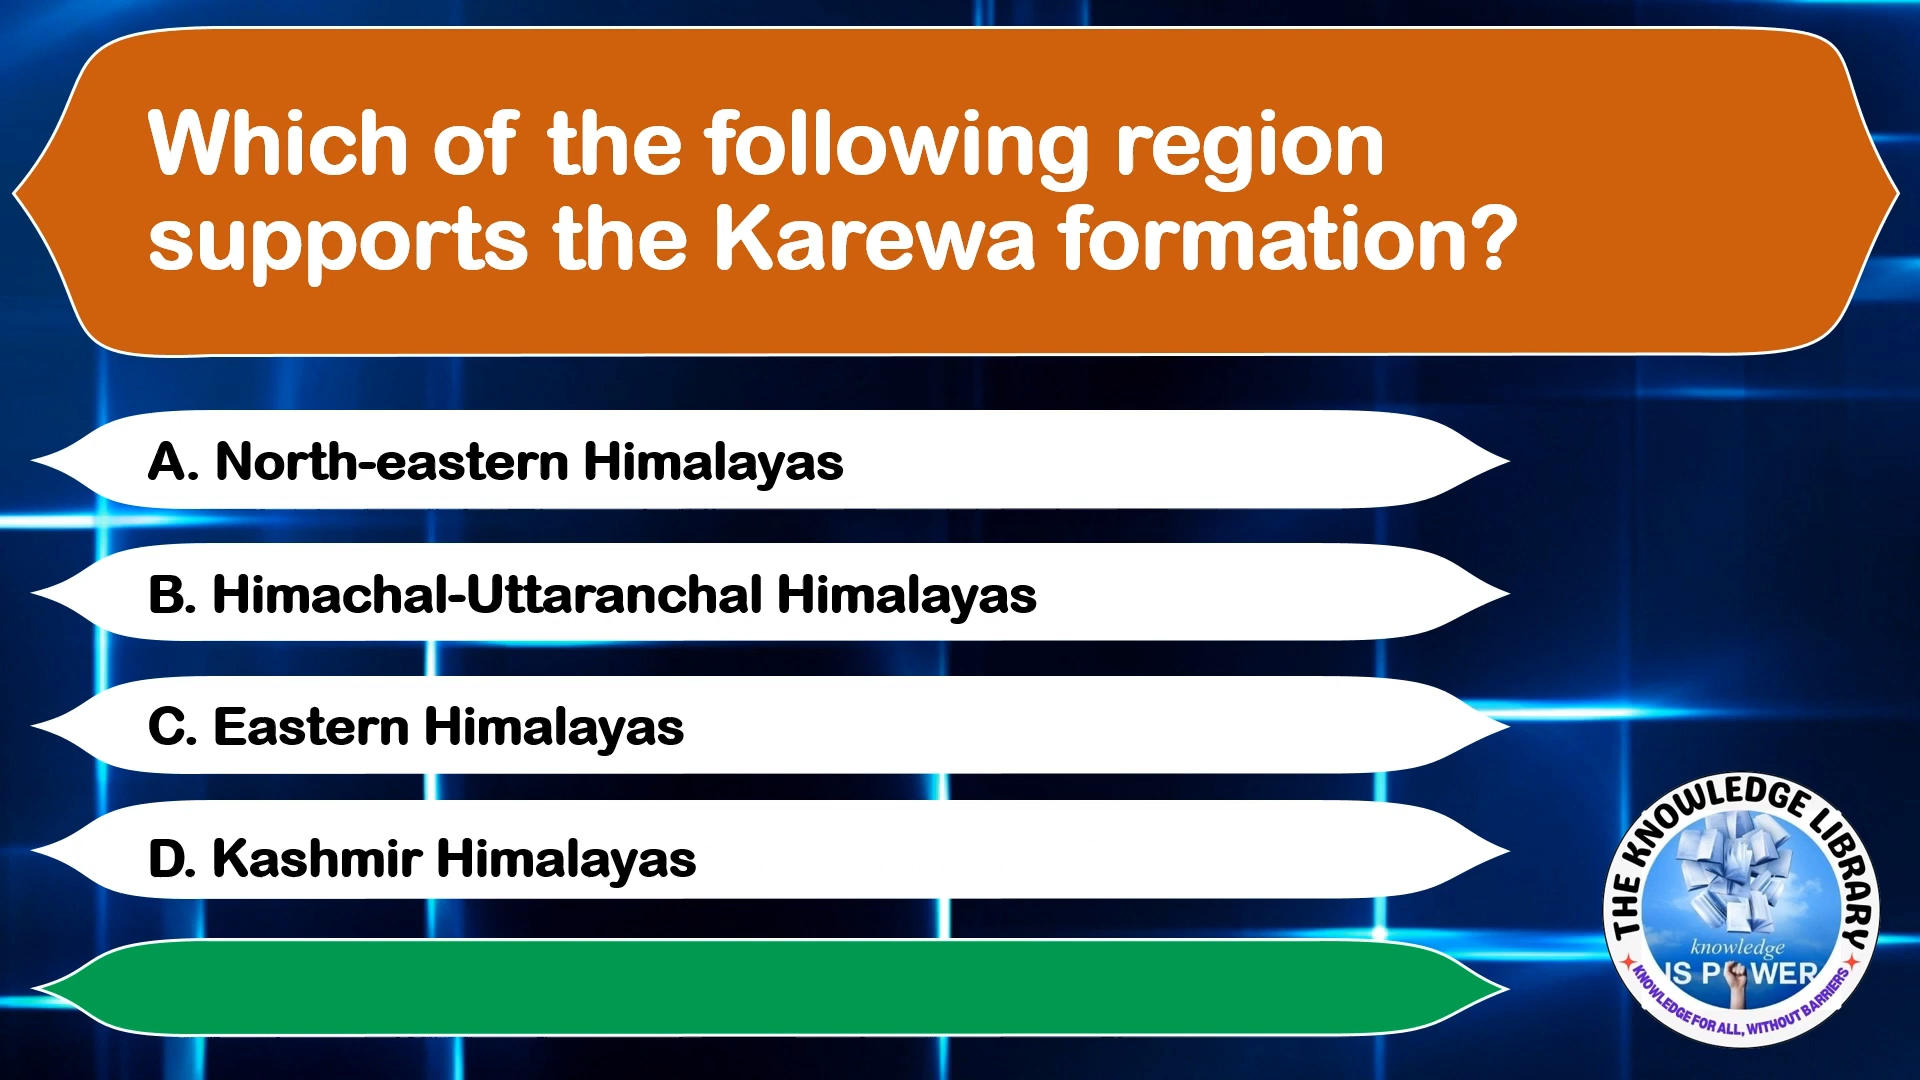 Which of the following region
supports the Karewa formation?
A. North-eastern Himalayas
B. Himachal-Uttaranchal Himalayas
C. Eastern Himalayas
D. Kashmir Himalayas
THE KNOWLEDGE LIBRARY
knowledge
IS POWER
KNOWLEDGE FOR ALL, WITHOUT BARRIERS